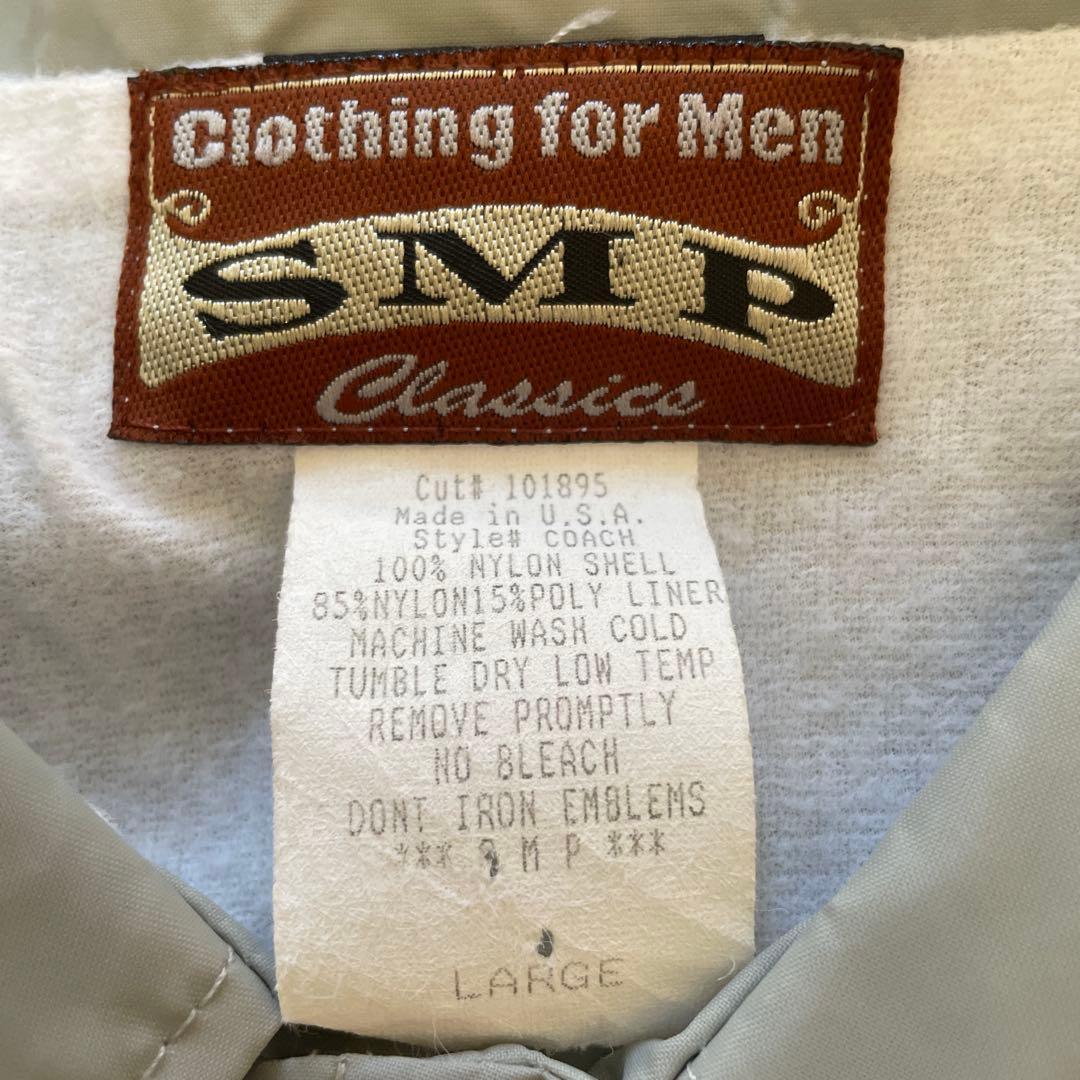 Clothing for Men
SMP
Classics
Cut# 101895
Made in U.S.A.
Style# COACH
100% NYLON SHELL
85%NYLON15%POLY LINER
MACHINE WASH COLD
TUMBLE DRY LOW TEMP
REMOVE PROMPTLY
NO BLEACH
DONT IRON EMBLEMS
*** S M P ***
LARGE